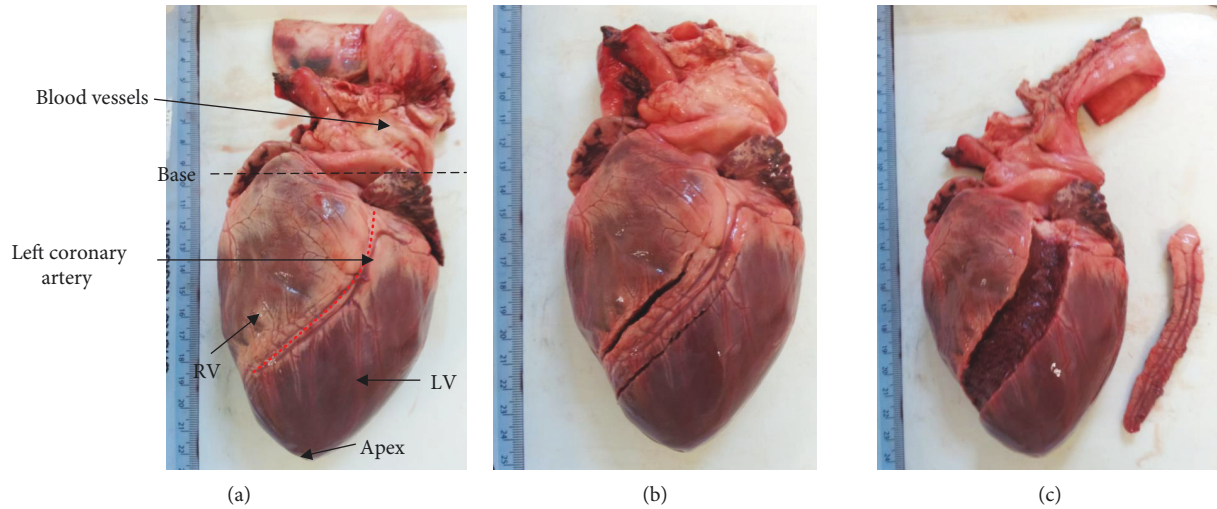 Blood vessels
Base
Left coronary
artery
RV
LV
Apex
(a)
(b)
(c)